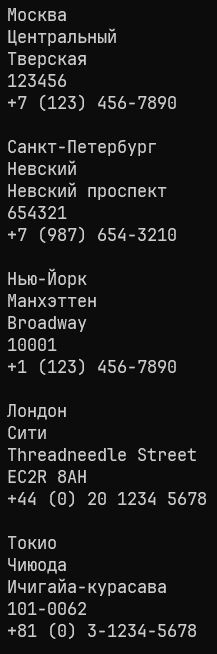 Москва
Центральный
Тверская
123456
+7 (123) 456-7890
Санкт-Петербург
Невский
Невский проспект
654321
+7 (987) 654-3210
Нью-Йорк
Манхэттен
Broadway
10001
+1 (123) 456-7890
Лондон
Сити
Threadneedle Street
EC2R 8AH
+44 (0) 20 1234 5678
Токио
Чиюода
Ичигайа-курасава
101-0062
+81 (0) 3-1234-5678